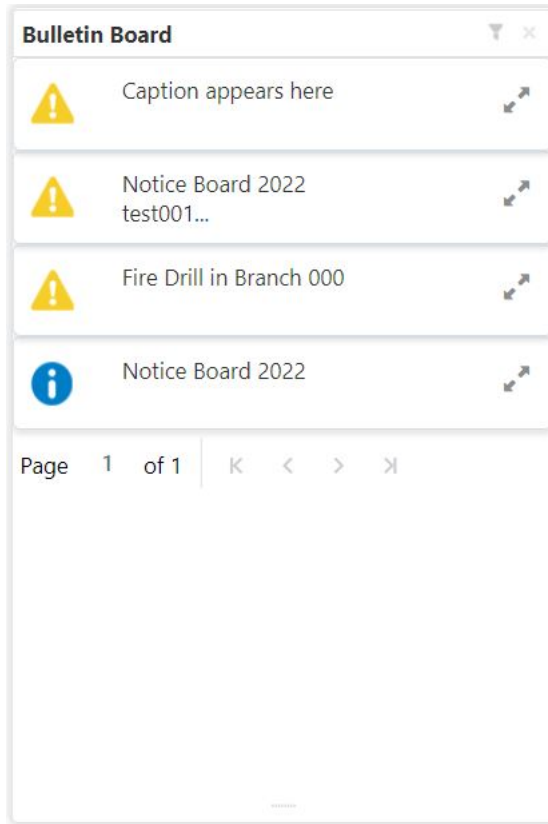 Bulletin Board
Caption appears here
Notice Board 2022
test001...
Fire Drill in Branch 000
Notice Board 2022
Page 1 of 1